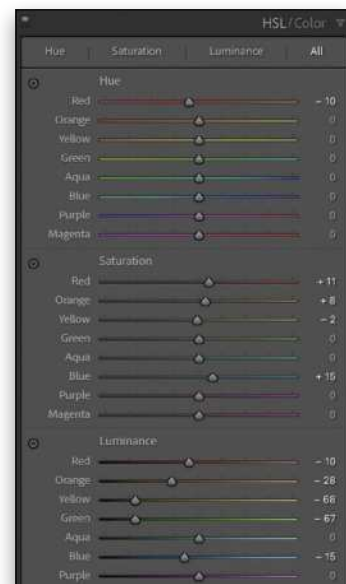 HSL / Color
Hue | Saturation | Luminance | All
Hue
Red - 10
Orange 0
Yellow 0
Green 0
Aqua 0
Blue 0
Purple 0
Magenta 0
Saturation
Red + 11
Orange + 8
Yellow - 2
Green 0
Aqua 0
Blue + 15
Purple 0
Magenta 0
Luminance
Red - 10
Orange - 28
Yellow - 68
Green - 67
Aqua 0
Blue - 15
Purple 0